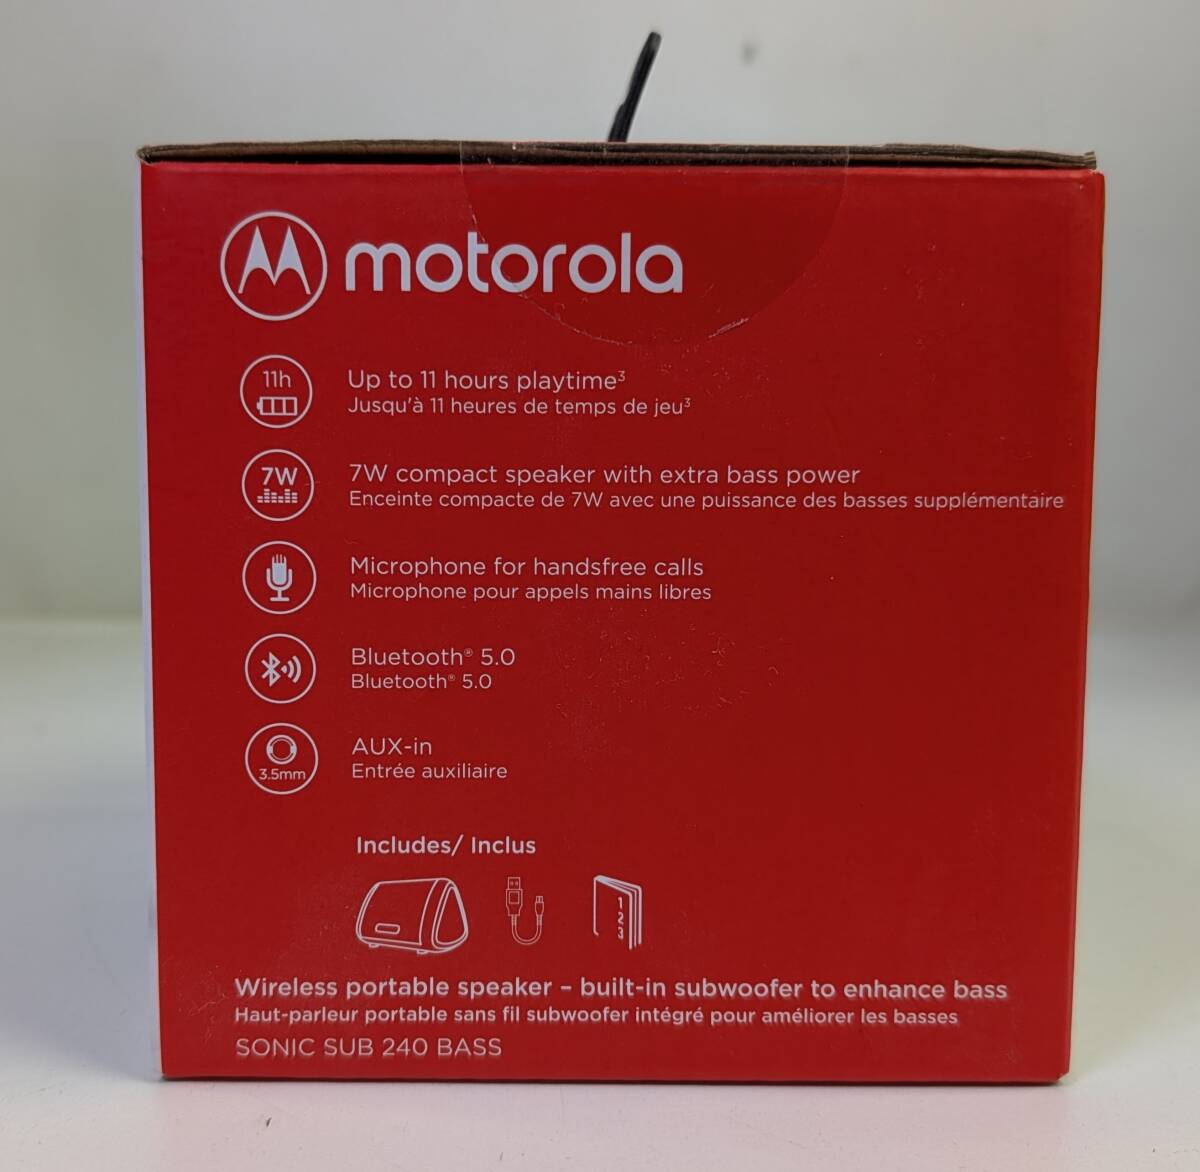 motorola
11h
Up to 11 hours playtime³
Jusqu'à 11 heures de temps de jeu³
7W
7W compact speaker with extra bass power
Enceinte compacte de 7W avec une puissance des basses supplémentaire
Microphone for handsfree calls
Microphone pour appels mains libres
Bluetooth® 5.0
Bluetooth® 5.0
3.5mm
AUX-in
Entrée auxiliaire
Includes/ Inclus
1
2
3
Wireless portable speaker – built-in subwoofer to enhance bass
Haut-parleur portable sans fil subwoofer intégré pour améliorer les basses
SONIC SUB 240 BASS